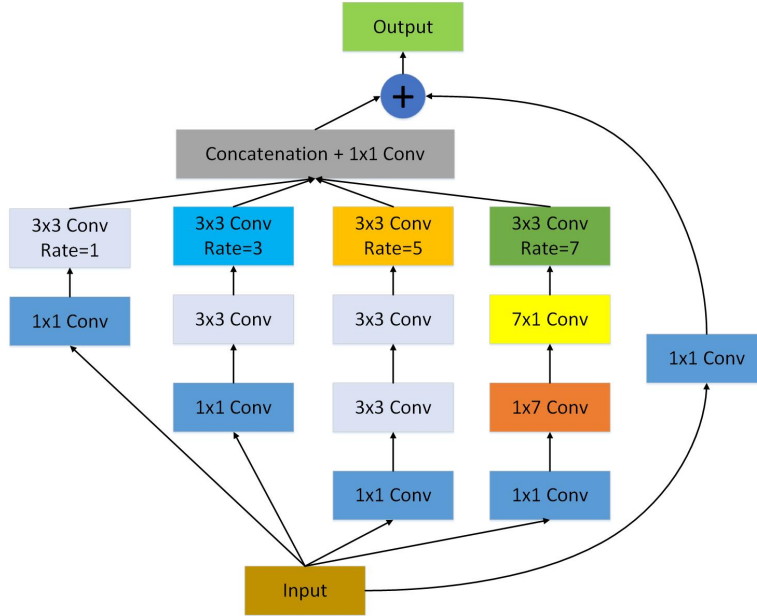 Output
+
Concatenation + 1x1 Conv
3x3 Conv
Rate=1
3x3 Conv
Rate=3
3x3 Conv
Rate=5
3x3 Conv
Rate=7
1x1 Conv
3x3 Conv
3x3 Conv
7x1 Conv
1x1 Conv
1x1 Conv
3x3 Conv
1x7 Conv
1x1 Conv
1x1 Conv
Input